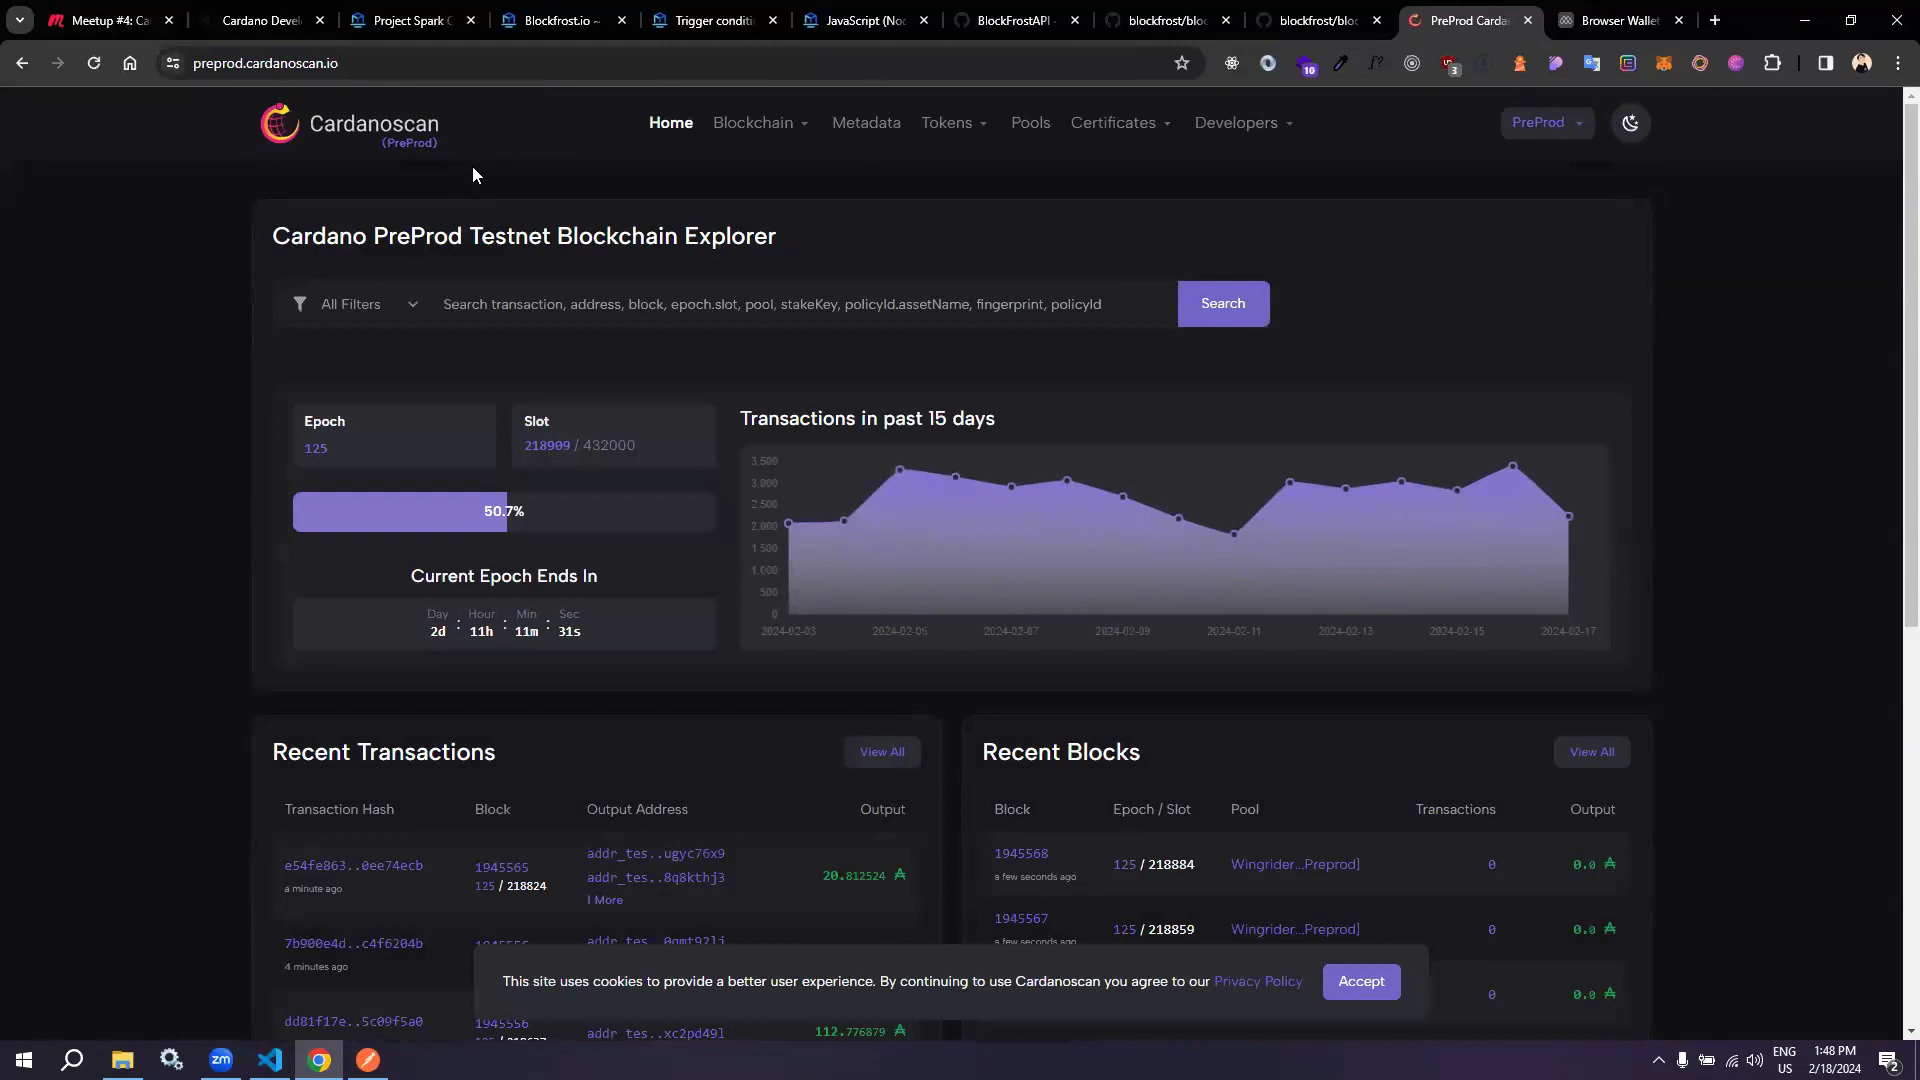 Meetup #4: Ca
Cardano Devel
Project Spark C
Blockfrost.io ~
Trigger conditi
JavaScript (Noc
BlockFrostAPI -
blockfrost/bloc
blockfrost/bloc
PreProd Carda
Browser Wallet
preprod.cardanoscan.io
10
3
Cardanoscan
(PreProd)
Home
Blockchain
Metadata
Tokens
Pools
Certificates
Developers
PreProd
Cardano PreProd Testnet Blockchain Explorer
All Filters
Search transaction, address, block, epoch.slot, pool, stakeKey, policyId.assetName, fingerprint, policyId
Search
Epoch
125
Slot
218909 / 432000
50.7%
Current Epoch Ends In
Day : Hour : Min : Sec
2d 11h 11m 31s
Transactions in past 15 days
3,500
3,000
2,500
2,000
1,500
1,000
500
0
2024-02-03 2024-02-05 2024-02-07 2024-02-09 2024-02-11 2024-02-13 2024-02-15 2024-02-17
Recent Transactions
View All
Transaction Hash Block Output Address Output
e54fe863..0ee74ecb
a minute ago
1945565
125 / 218824
addr_tes..ugyc76x9
addr_tes..8q8kthj3
1 More
20.812524 ₳
7b900e4d..c4f6204b
4 minutes ago
dd81f17e..5c09f5a0
1945556
addr_tes..xc2pd49l
112.776879 ₳
Recent Blocks
View All
Block Epoch / Slot Pool Transactions Output
1945568
a few seconds ago
125 / 218884
Wingrider...Preprod]
0
0.0 ₳
1945567
a few seconds ago
125 / 218859
Wingrider...Preprod]
0
0.0 ₳
0
0.0 ₳
This site uses cookies to provide a better user experience. By continuing to use Cardanoscan you agree to our Privacy Policy
Accept
zm
ENG
US
1:48 PM
2/18/2024
2